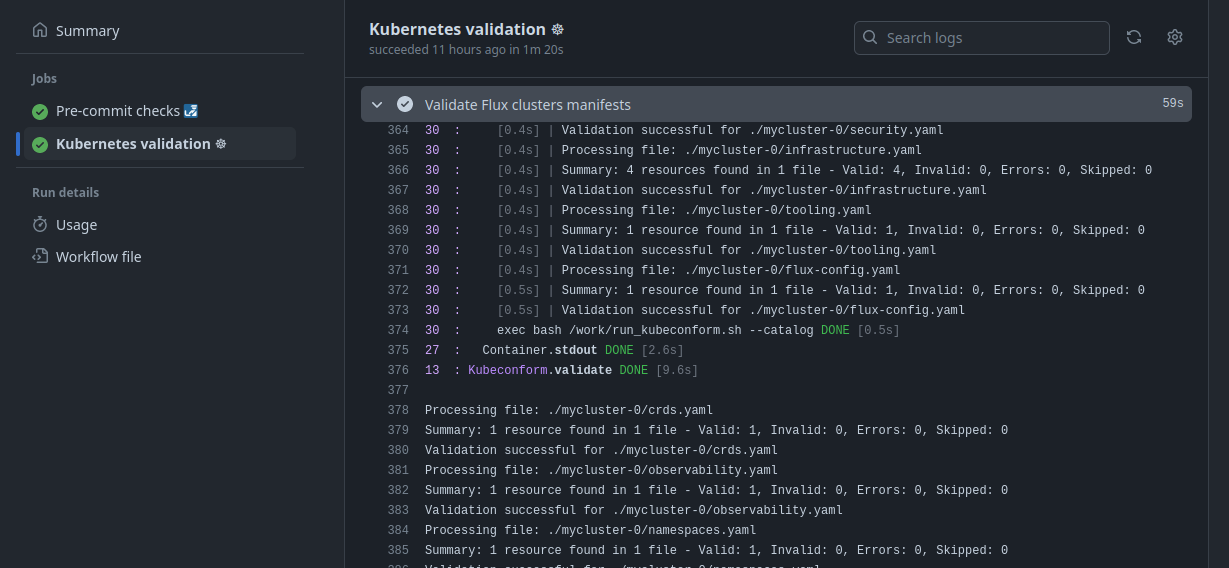 Summary
Jobs
Pre-commit checks
Kubernetes validation ☸
Run details
Usage
Workflow file
Kubernetes validation ☸
succeeded 11 hours ago in 1m 20s
Search logs
Validate Flux clusters manifests 59s
364 30 : [0.4s] | Validation successful for ./mycluster-0/security.yaml
365 30 : [0.4s] | Processing file: ./mycluster-0/infrastructure.yaml
366 30 : [0.4s] | Summary: 4 resources found in 1 file - Valid: 4, Invalid: 0, Errors: 0, Skipped: 0
367 30 : [0.4s] | Validation successful for ./mycluster-0/infrastructure.yaml
368 30 : [0.4s] | Processing file: ./mycluster-0/tooling.yaml
369 30 : [0.4s] | Summary: 1 resource found in 1 file - Valid: 1, Invalid: 0, Errors: 0, Skipped: 0
370 30 : [0.4s] | Validation successful for ./mycluster-0/tooling.yaml
371 30 : [0.4s] | Processing file: ./mycluster-0/flux-config.yaml
372 30 : [0.5s] | Summary: 1 resource found in 1 file - Valid: 1, Invalid: 0, Errors: 0, Skipped: 0
373 30 : [0.5s] | Validation successful for ./mycluster-0/flux-config.yaml
374 30 : exec bash /work/run_kubeconform.sh --catalog DONE [0.5s]
375 27 : Container.stdout DONE [2.6s]
376 13 : Kubeconform.validate DONE [9.6s]
377
378 Processing file: ./mycluster-0/crds.yaml
379 Summary: 1 resource found in 1 file - Valid: 1, Invalid: 0, Errors: 0, Skipped: 0
380 Validation successful for ./mycluster-0/crds.yaml
381 Processing file: ./mycluster-0/observability.yaml
382 Summary: 1 resource found in 1 file - Valid: 1, Invalid: 0, Errors: 0, Skipped: 0
383 Validation successful for ./mycluster-0/observability.yaml
384 Processing file: ./mycluster-0/namespaces.yaml
385 Summary: 1 resource found in 1 file - Valid: 1, Invalid: 0, Errors: 0, Skipped: 0